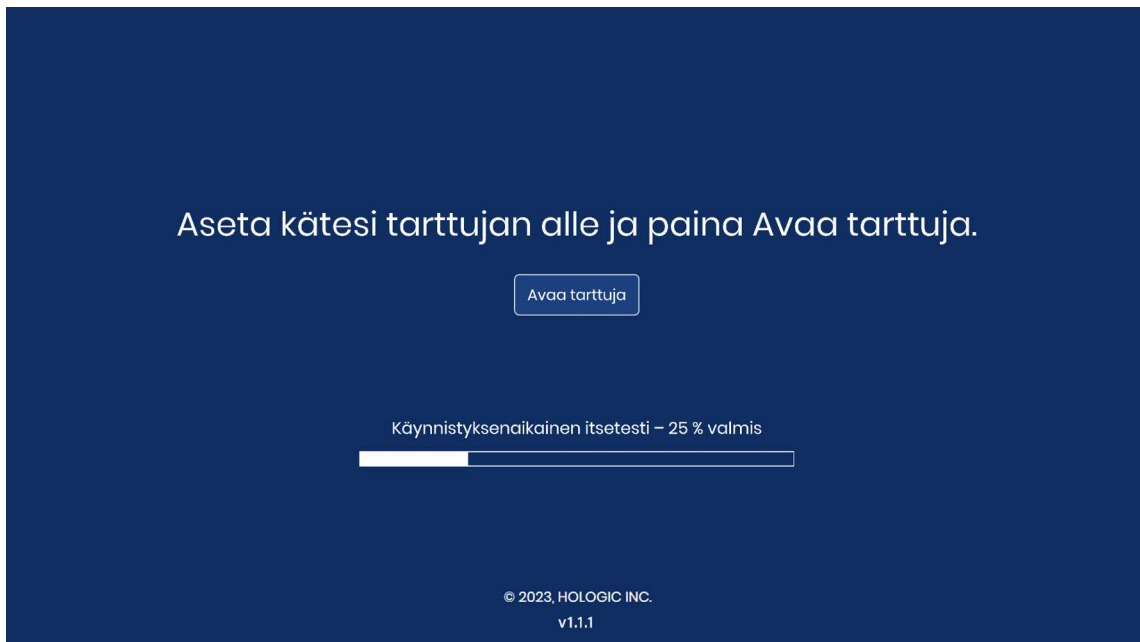 Aseta kätesi tarttujan alle ja paina Avaa tarttuja.
Avaa tarttuja
Käynnistyksenaikainen itsetesti – 25 % valmis
© 2023, HOLOGIC INC.
v1.1.1